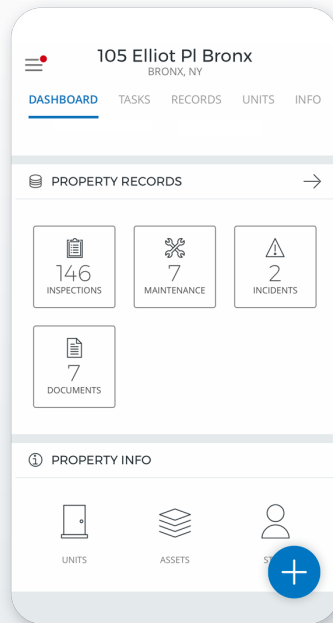 105 Elliot Pl Bronx
BRONX, NY
DASHBOARD TASKS RECORDS UNITS INFO
PROPERTY RECORDS
146 7 2
INSPECTIONS MAINTENANCE INCIDENTS
7
DOCUMENTS
PROPERTY INFO
UNITS ASSETS